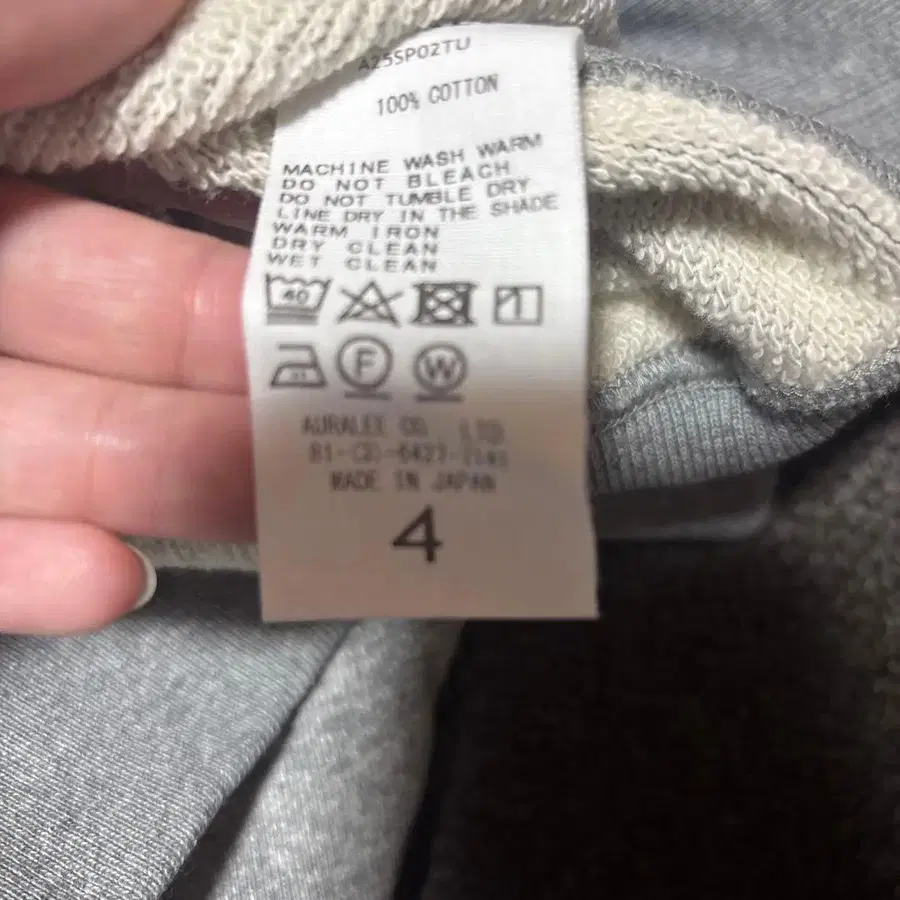 A25SP02TU
100% COTTON
MACHINE WASH WARM
DO NOT BLEACH
DO NOT TUMBLE DRY
LINE DRY IN THE SHADE
WARM IRON
DRY CLEAN
WET CLEAN
40
F
W
AURALEE CO., LTD.
MADE IN JAPAN
4